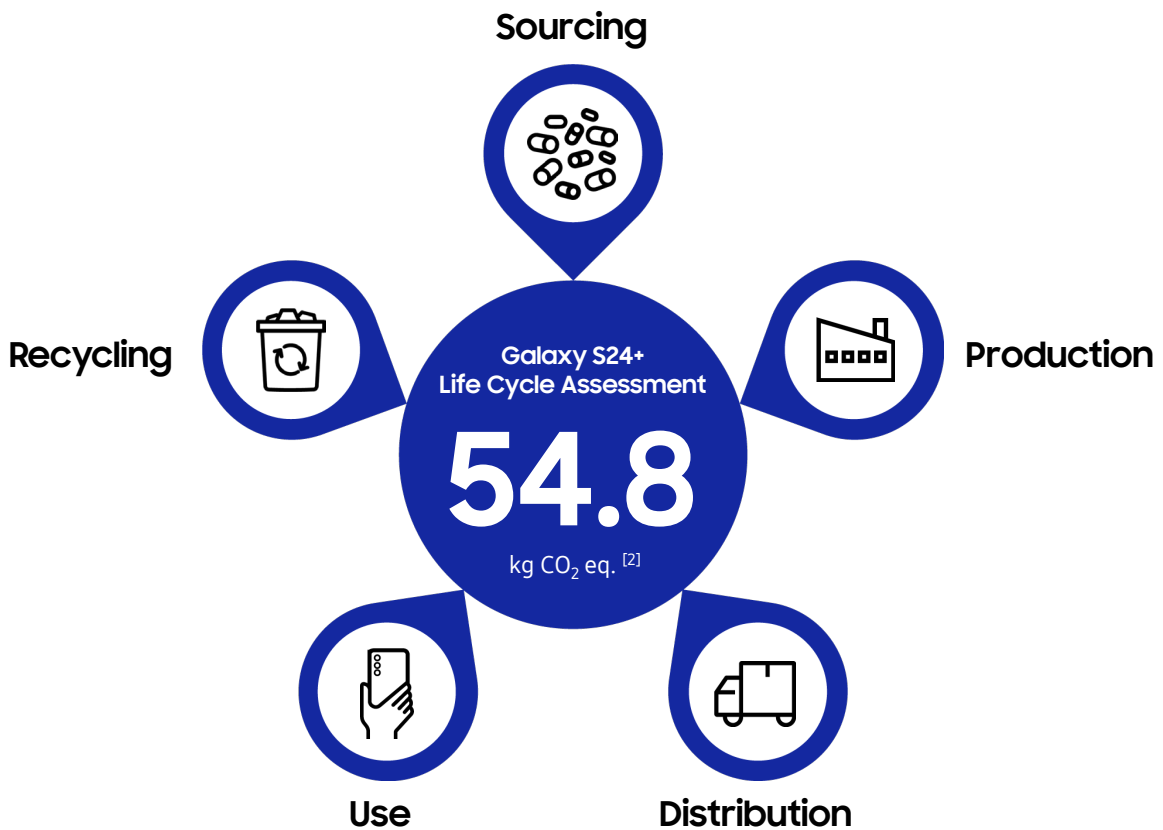 Sourcing
Recycling
Production
Galaxy S24+
Life Cycle Assessment
54.8
kg CO₂ eq. [2]
Use
Distribution